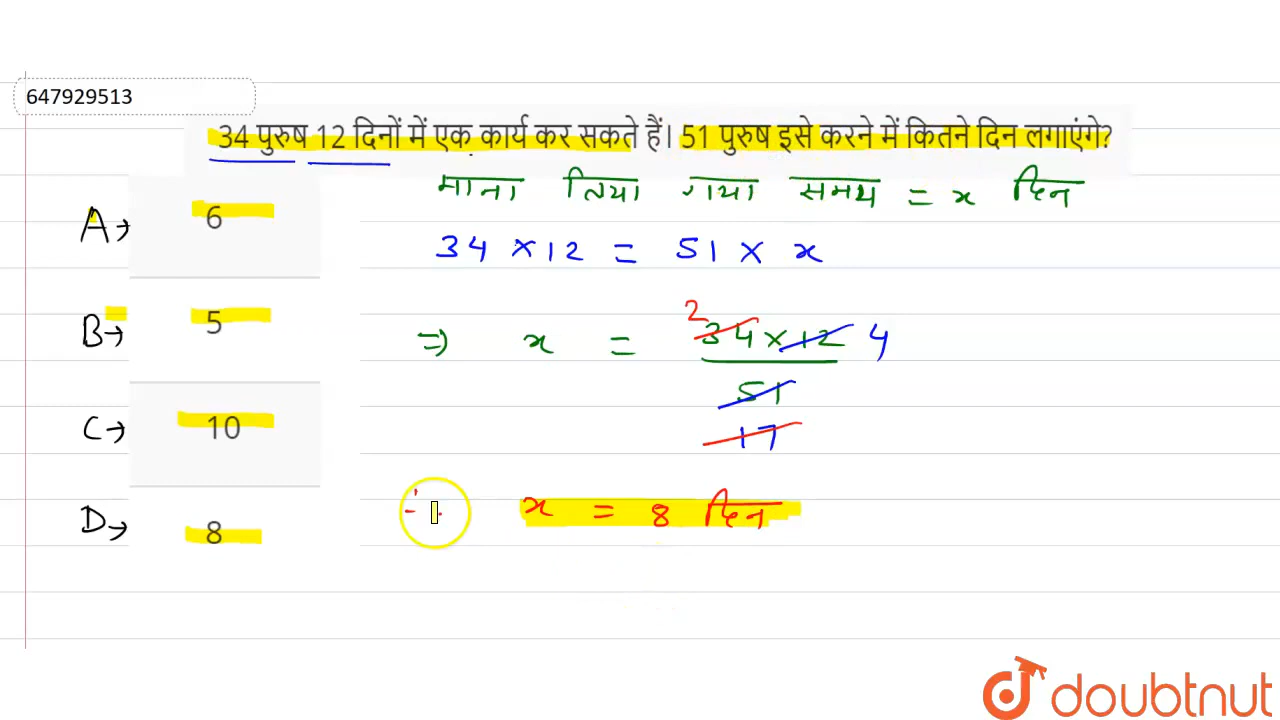 647929513
34 पुरुष 12 दिनों में एक कार्य कर सकते हैं। 51 पुरुष इसे करने में कितने दिन लगाएंगे?
माना लिया गया समय = x दिन
A→ 6
34 × 12 = 51 × x
B→ 5
⇒ x = 34 × 12
2 4
51
17
C→ 10
x = 8 दिन
D→ 8
doubtnut